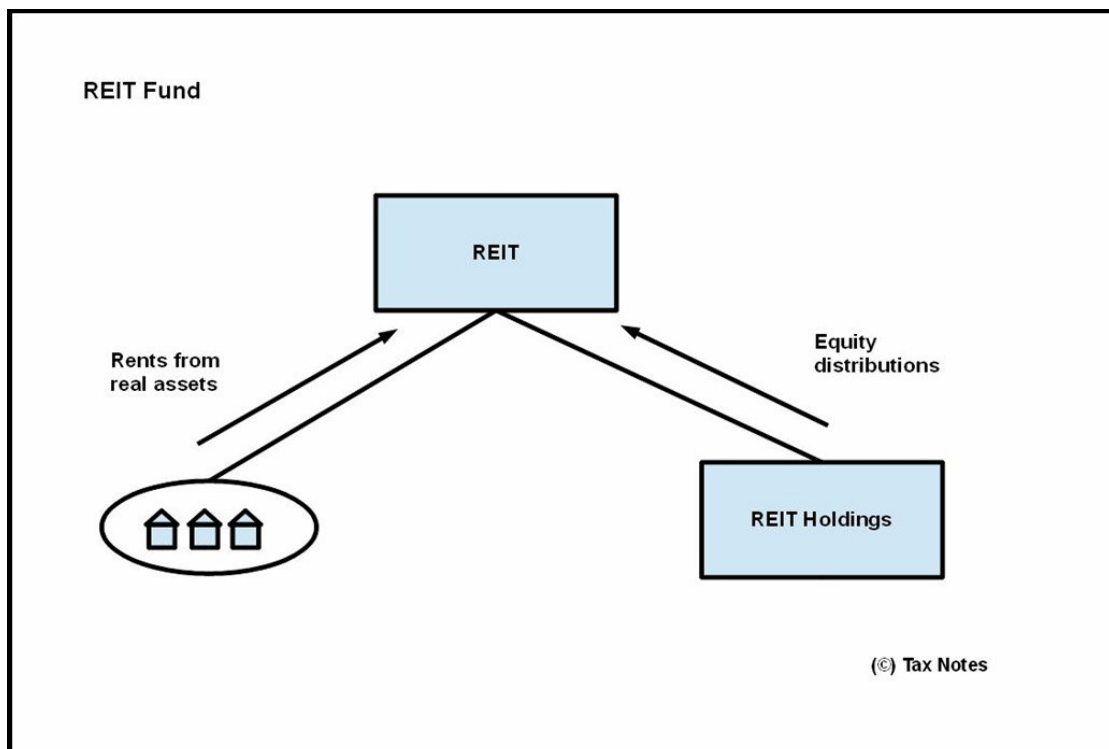 REIT Fund
REIT
Rents from
real assets
Equity
distributions
REIT Holdings
(©) Tax Notes